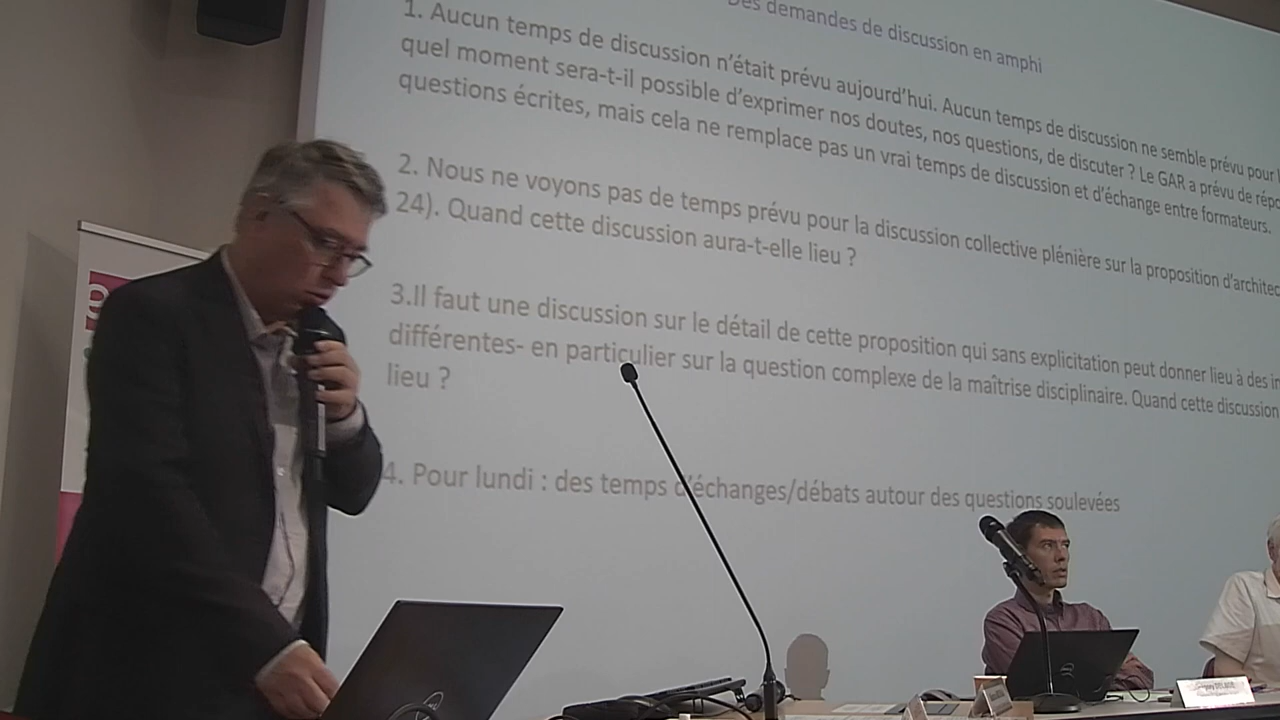 Des demandes de discussion en amphi
1. Aucun temps de discussion n'était prévu aujourd'hui. Aucun temps de discussion ne semble prévu pour
quel moment sera-t-il possible d'exprimer nos doutes, nos questions, de discuter ? Le GAR a prévu de répo
questions écrites, mais cela ne remplace pas un vrai temps de discussion et d'échange entre formateurs.
2. Nous ne voyons pas de temps prévu pour la discussion collective plénière sur la proposition d'architec
24). Quand cette discussion aura-t-elle lieu ?
3.Il faut une discussion sur le détail de cette proposition qui sans explicitation peut donner lieu à des in
différentes- en particulier sur la question complexe de la maîtrise disciplinaire. Quand cette discussion
lieu ?
4. Pour lundi : des temps d'échanges/débats autour des questions soulevées